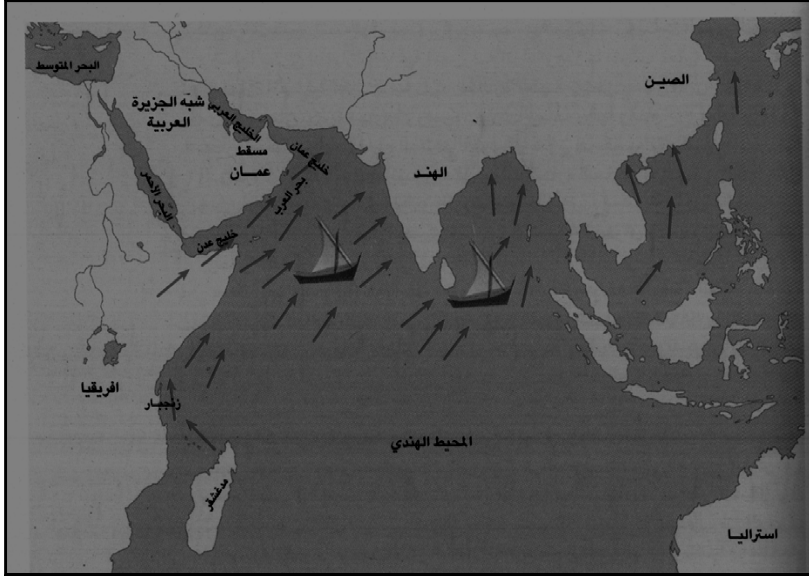 البحر المتوسط
الصين
شبه الجزيرة
العربية
الخليج العربي
مسقط
عمـــان
خليج عمان
الهند
البحر الأحمر
بحر العرب
خليج عدن
افريقيا
زنجبار
المحيط الهندي
مدغشقر
استراليا